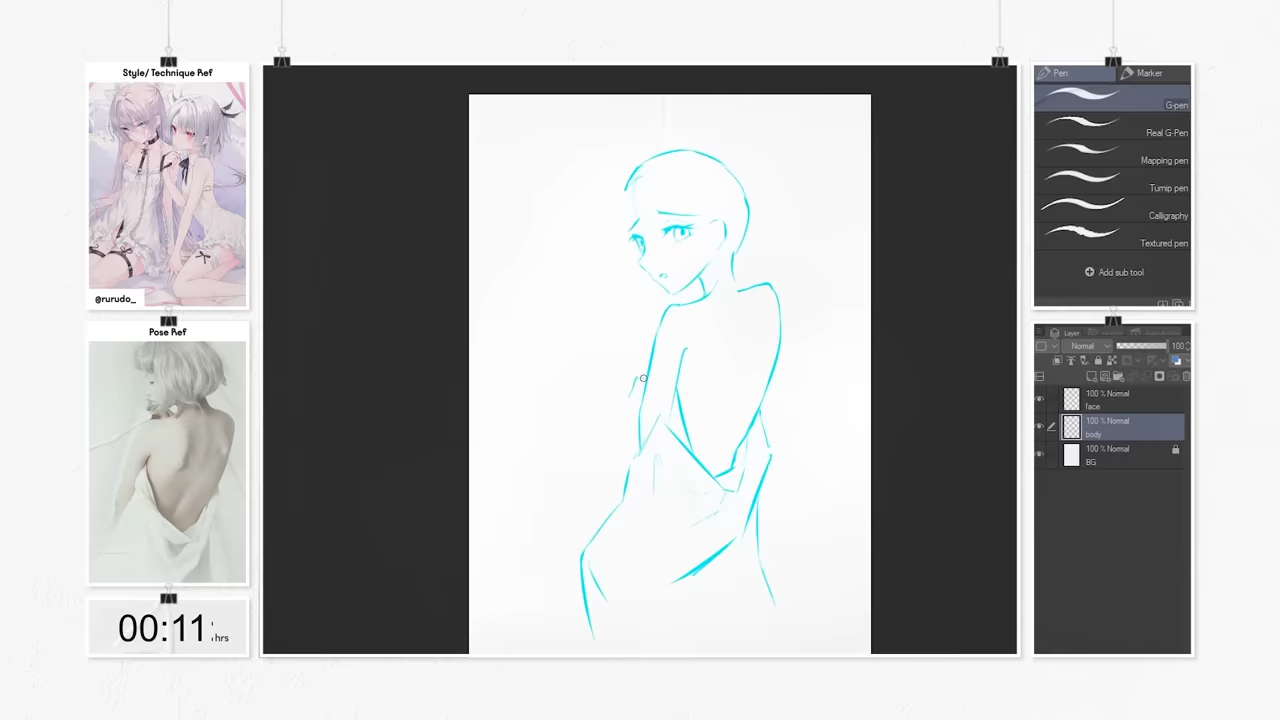 Style/ Technique Ref
@rurudo_
Pose Ref
00:11 hrs
Pen
Marker
G-pen
Real G-Pen
Mapping pen
Turnip pen
Calligraphy
Textured pen
Add sub tool
Layer
Normal 100
100 % Normal
face
100 % Normal
body
100 % Normal
BG